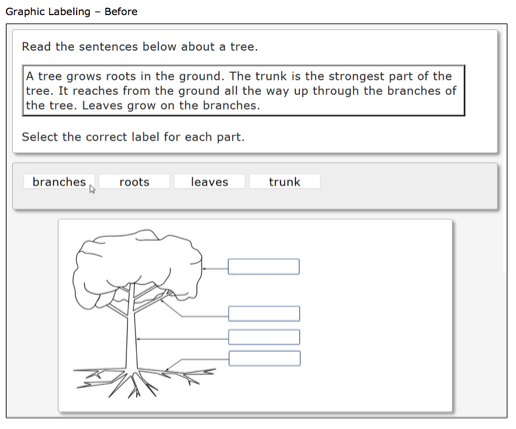 Graphic Labeling – Before
Read the sentences below about a tree.
A tree grows roots in the ground. The trunk is the strongest part of the
tree. It reaches from the ground all the way up through the branches of
the tree. Leaves grow on the branches.
Select the correct label for each part.
branches roots leaves trunk